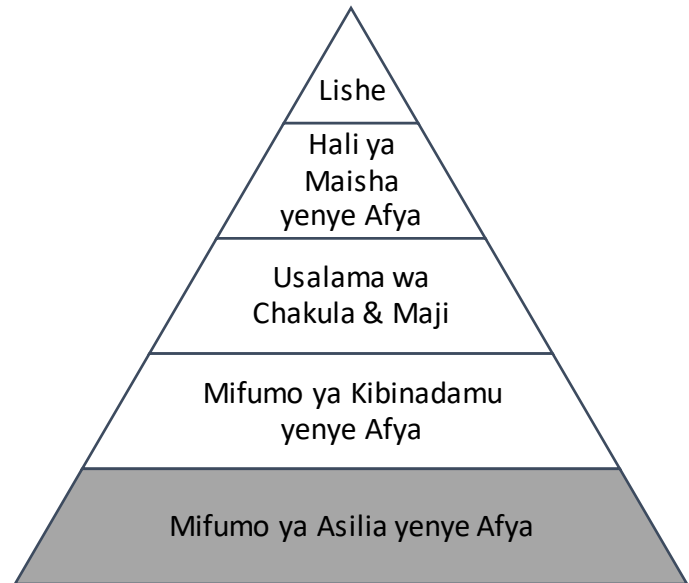 Lishe
Hali ya
Maisha
yenye Afya
Usalama wa
Chakula & Maji
Mifumo ya Kibinadamu
yenye Afya
Mifumo ya Asilia yenye Afya